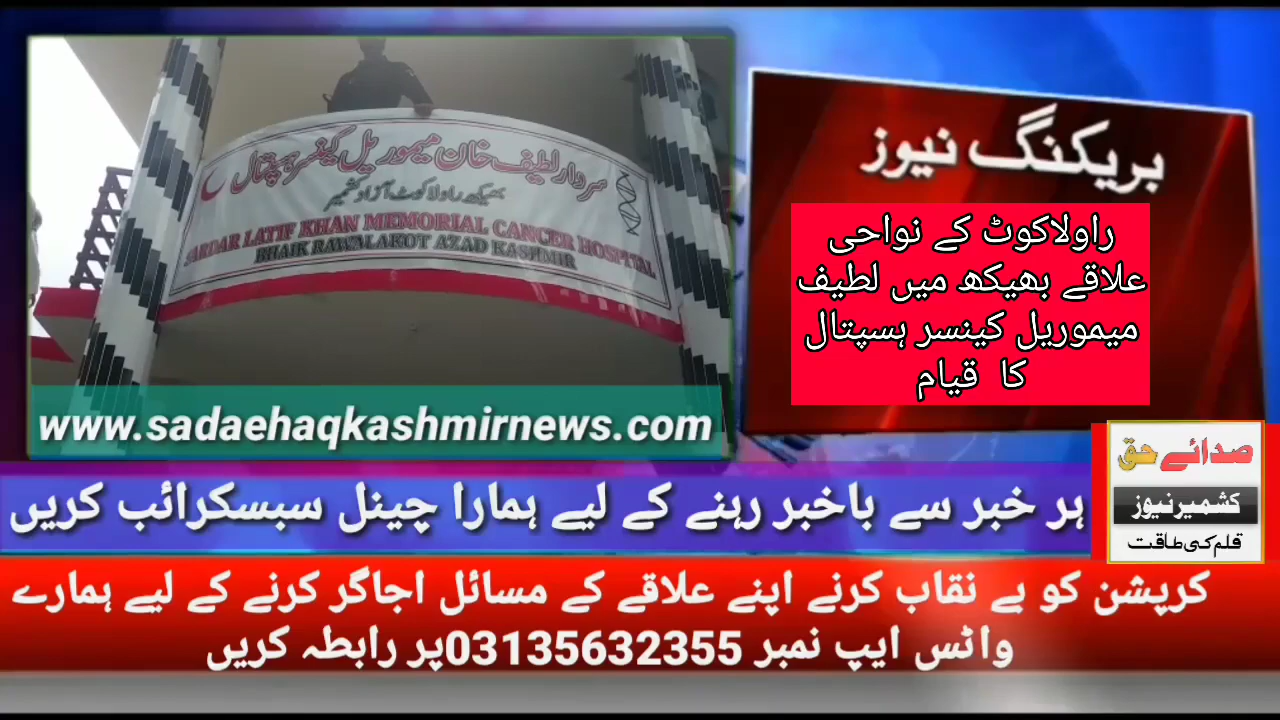 سردار لطیف خان میموریل کینسر ہسپتال
بھیکھ راولاکوٹ آزاد کشمیر
SARDAR LATIF KHAN MEMORIAL CANCER HOSPITAL
BHAIK RAWALAKOT AZAD KASHMIR
www.sadaehaqkashmirnews.com
بریکنگ نیوز
راولاکوٹ کے نواحی
علاقے بھیکھ میں لطیف
میموریل کینسر ہسپتال
کا قیام
صدائے حق
کشمیر نیوز
قلم کی طاقت
ہر خبر سے باخبر رہنے کے لیے ہمارا چینل سبسکرائب کریں
کرپشن کو بے نقاب کرنے اپنے علاقے کے مسائل اجاگر کرنے کے لیے ہمارے
واٹس ایپ نمبر 03135632355پر رابطہ کریں